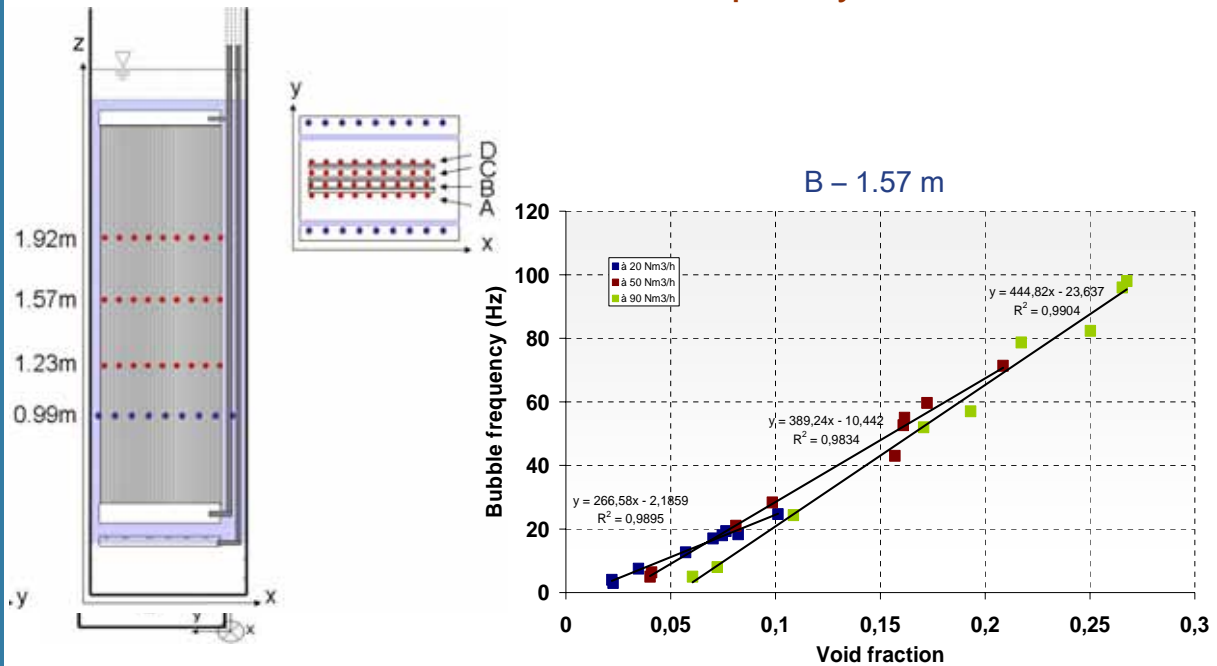 z
1.92m
1.57m
1.23m
0.99m
y
x
y
x
y
D
C
B
A
x
B – 1.57 m
Bubble frequency (Hz)
120
100
80
60
40
20
0
à 20 Nm3/h
à 50 Nm3/h
à 90 Nm3/h
y = 444,82x - 23,637
R² = 0,9904
y = 389,24x - 10,442
R² = 0,9834
y = 266,58x - 2,1859
R² = 0,9895
0
0,05
0,1
0,15
0,2
0,25
0,3
Void fraction